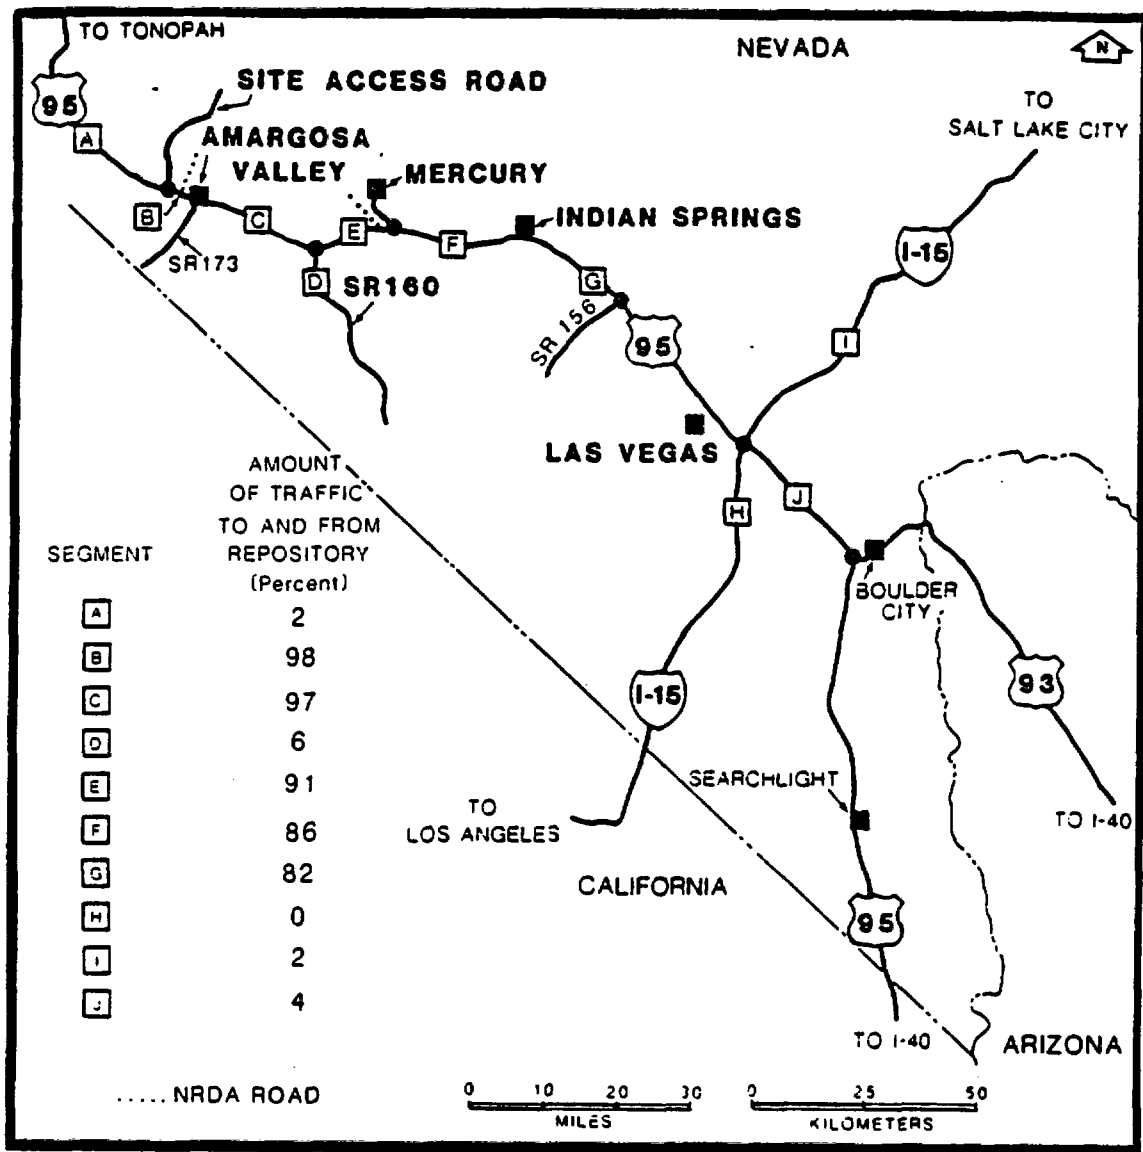 TO TONOPAH
NEVADA
N
95
SITE ACCESS ROAD
TO
SALT LAKE CITY
A
AMARGOSA
VALLEY
MERCURY
B
C
E
F
INDIAN SPRINGS
I-15
SR173
D
SR160
G
SR 156
95
I
LAS VEGAS
H
J
BOULDER
CITY
93
I-15
SEARCHLIGHT
TO
LOS ANGELES
TO I-40
CALIFORNIA
95
TO I-40
ARIZONA
AMOUNT
OF TRAFFIC
TO AND FROM
SEGMENT REPOSITORY
(Percent)
A 2
B 98
C 97
D 6
E 91
F 86
G 82
H 0
I 2
J 4
..... NRDA ROAD
0 10 20 30
MILES
0 25 50
KILOMETERS